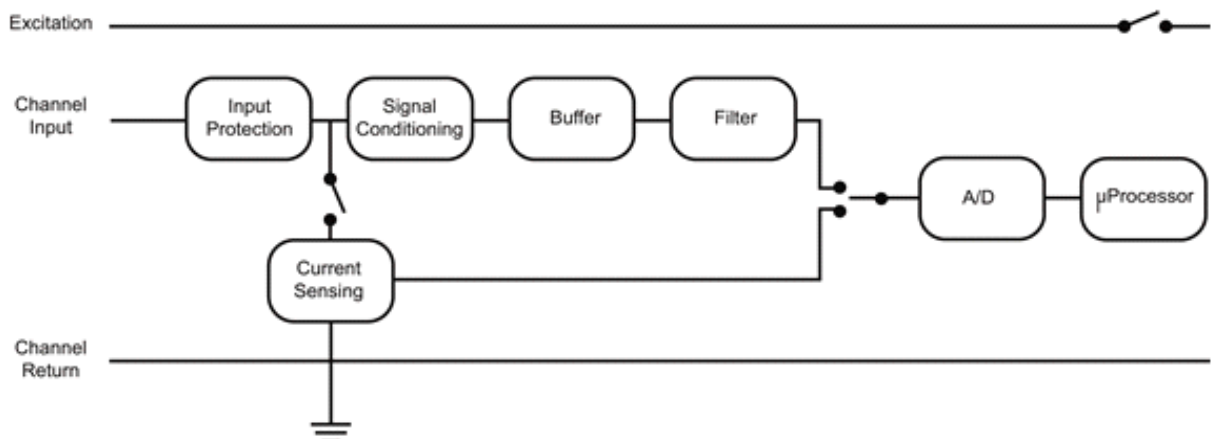 Excitation
Channel
Input
Input
Protection
Signal
Conditioning
Buffer
Filter
A/D
μProcessor
Current
Sensing
Channel
Return